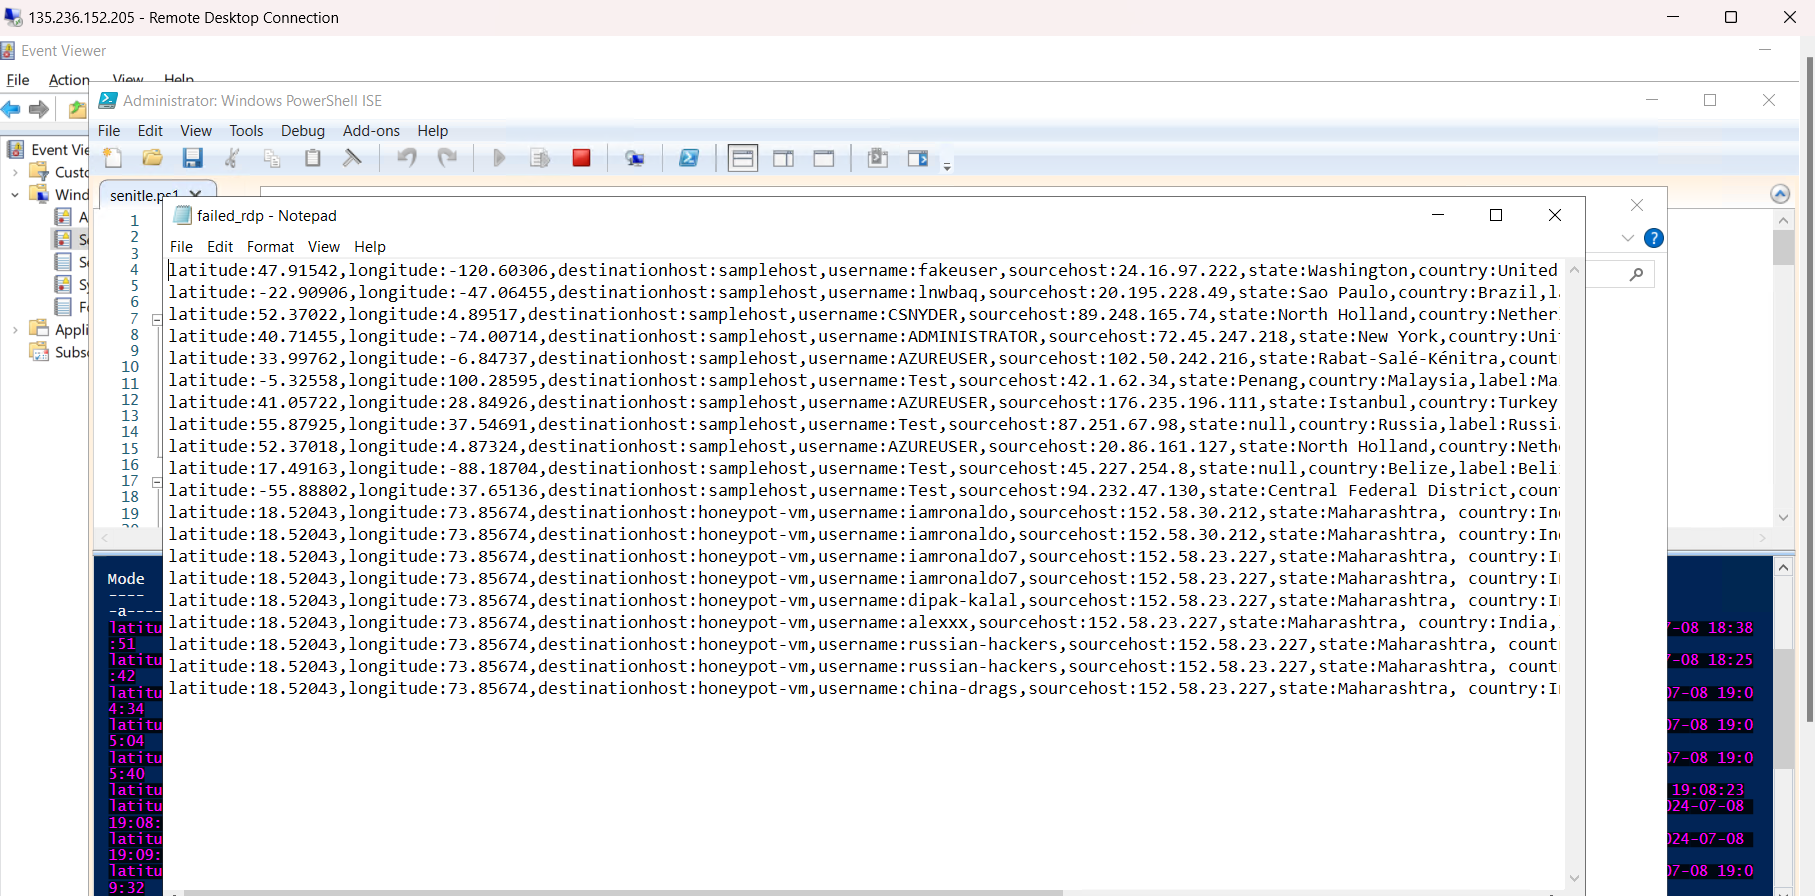 135.236.152.205 - Remote Desktop Connection
Event Viewer
File Action View Help
Administrator: Windows PowerShell ISE
File Edit View Tools Debug Add-ons Help
Event Vie
Custo
Wind
A
Se
S
Sy
Fo
Appli
Subs
senitle.ps1
1
2
3
4
5
6
7
8
9
10
11
12
13
14
15
16
17
18
19
failed_rdp - Notepad
File Edit Format View Help
latitude:47.91542,longitude:-120.60306,destinationhost:samplehost,username:fakeuser,sourcehost:24.16.97.222,state:Washington,country:United
latitude:-22.90906,longitude:-47.06455,destinationhost:samplehost,username:lnwbaq,sourcehost:20.195.228.49,state:Sao Paulo,country:Brazil,l
latitude:52.37022,longitude:4.89517,destinationhost:samplehost,username:CSNYDER,sourcehost:89.248.165.74,state:North Holland,country:Nether
latitude:40.71455,longitude:-74.00714,destinationhost:samplehost,username:ADMINISTRATOR,sourcehost:72.45.247.218,state:New York,country:Uni
latitude:33.99762,longitude:-6.84737,destinationhost:samplehost,username:AZUREUSER,sourcehost:102.50.242.216,state:Rabat-Salé-Kénitra,count
latitude:-5.32558,longitude:100.28595,destinationhost:samplehost,username:Test,sourcehost:42.1.62.34,state:Penang,country:Malaysia,label:Ma
latitude:41.05722,longitude:28.84926,destinationhost:samplehost,username:AZUREUSER,sourcehost:176.235.196.111,state:Istanbul,country:Turkey
latitude:55.87925,longitude:37.54691,destinationhost:samplehost,username:Test,sourcehost:87.251.67.98,state:null,country:Russia,label:Russi
latitude:52.37018,longitude:4.87324,destinationhost:samplehost,username:AZUREUSER,sourcehost:20.86.161.127,state:North Holland,country:Neth
latitude:17.49163,longitude:-88.18704,destinationhost:samplehost,username:Test,sourcehost:45.227.254.8,state:null,country:Belize,label:Beli
latitude:-55.88802,longitude:37.65136,destinationhost:samplehost,username:Test,sourcehost:94.232.47.130,state:Central Federal District,coun
latitude:18.52043,longitude:73.85674,destinationhost:honeypot-vm,username:iamronaldo,sourcehost:152.58.30.212,state:Maharashtra, country:In
latitude:18.52043,longitude:73.85674,destinationhost:honeypot-vm,username:iamronaldo,sourcehost:152.58.30.212,state:Maharashtra, country:In
latitude:18.52043,longitude:73.85674,destinationhost:honeypot-vm,username:iamronaldo7,sourcehost:152.58.23.227,state:Maharashtra, country:I
latitude:18.52043,longitude:73.85674,destinationhost:honeypot-vm,username:iamronaldo7,sourcehost:152.58.23.227,state:Maharashtra, country:I
latitude:18.52043,longitude:73.85674,destinationhost:honeypot-vm,username:dipak-kalal,sourcehost:152.58.23.227,state:Maharashtra, country:I
latitude:18.52043,longitude:73.85674,destinationhost:honeypot-vm,username:alexxx,sourcehost:152.58.23.227,state:Maharashtra, country:India,
latitude:18.52043,longitude:73.85674,destinationhost:honeypot-vm,username:russian-hackers,sourcehost:152.58.23.227,state:Maharashtra, count
latitude:18.52043,longitude:73.85674,destinationhost:honeypot-vm,username:russian-hackers,sourcehost:152.58.23.227,state:Maharashtra, count
latitude:18.52043,longitude:73.85674,destinationhost:honeypot-vm,username:china-drags,sourcehost:152.58.23.227,state:Maharashtra, country:I
Mode
----
-a----
latitu 7-08 18:38
:51
latitu 7-08 18:25
:42
latitu 07-08 19:0
4:34
latitu 07-08 19:0
5:04
latitu 07-08 19:0
5:40
latitu 19:08:23
latitu 024-07-08
19:08:
latitu 024-07-08
19:09:
latitu 07-08 19:0
9:32